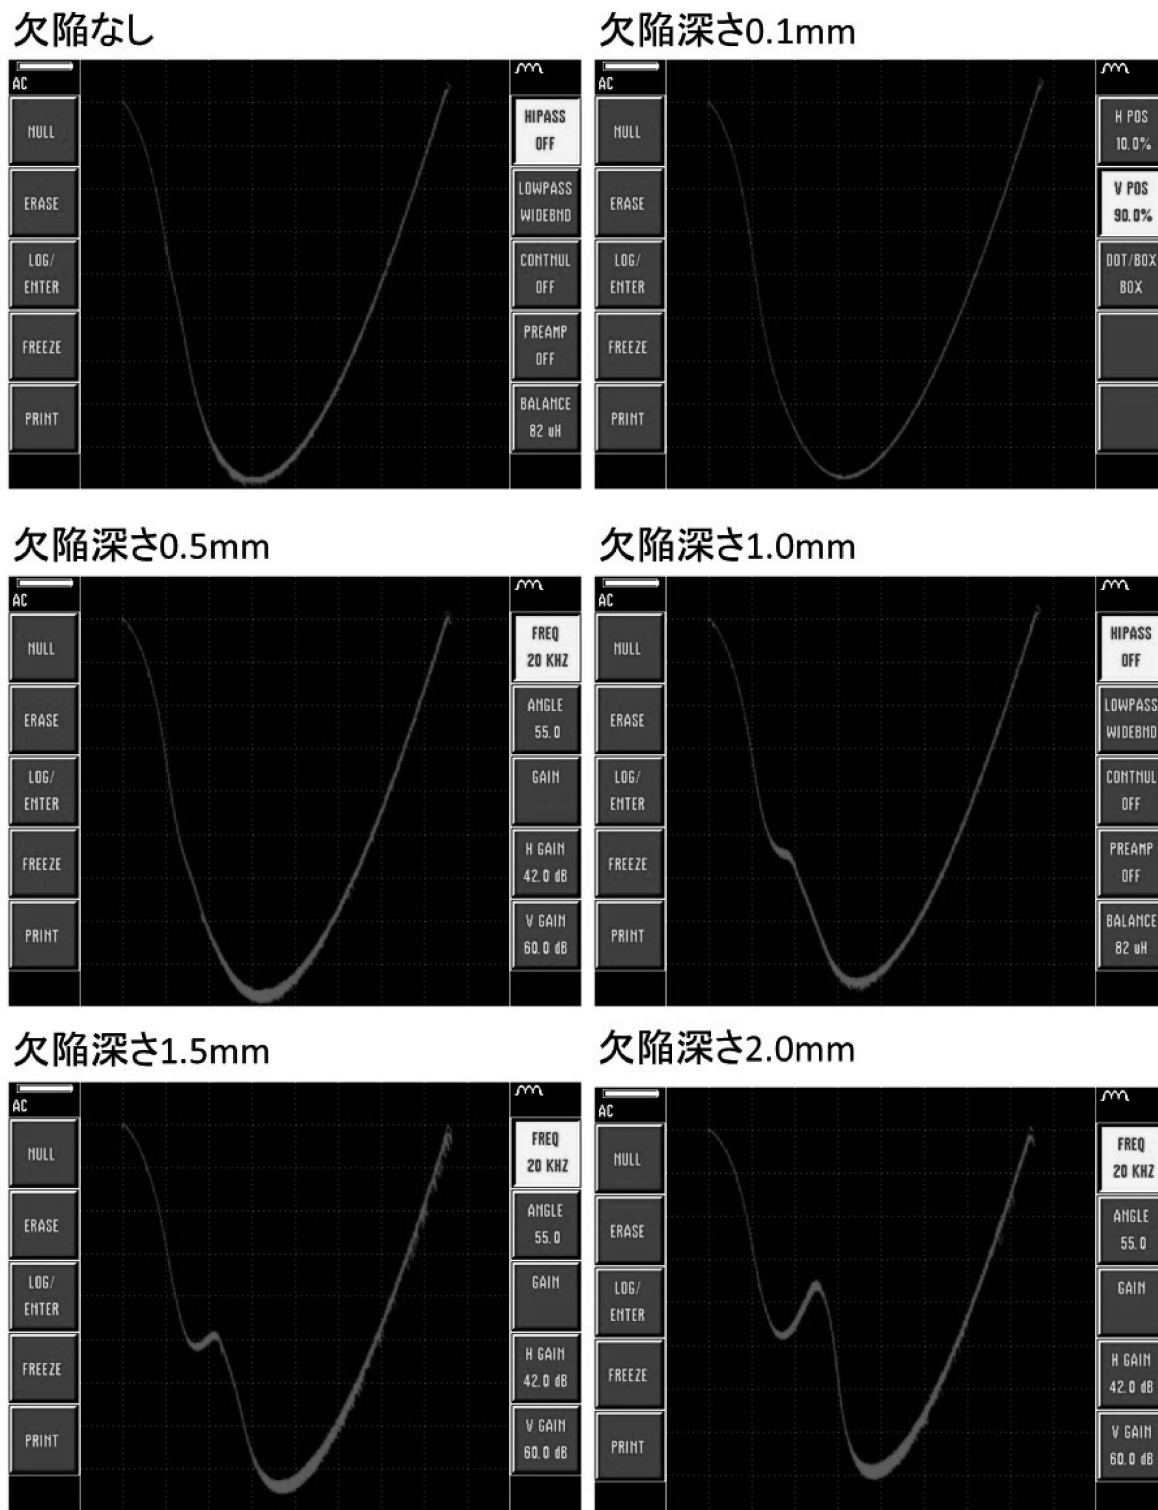 欠陥なし
AC
NULL
ERASE
LOG/
ENTER
FREEZE
PRINT
HIPASS
OFF
LOWPASS
WIDEBND
CONTNUL
OFF
PREAMP
OFF
BALANCE
82 uH
欠陥深さ0.1mm
AC
NULL
ERASE
LOG/
ENTER
FREEZE
PRINT
H POS
10.0%
V POS
90.0%
DOT/BOX
BOX
欠陥深さ0.5mm
AC
NULL
ERASE
LOG/
ENTER
FREEZE
PRINT
FREQ
20 KHZ
ANGLE
55.0
GAIN
H GAIN
42.0 dB
V GAIN
60.0 dB
欠陥深さ1.0mm
AC
NULL
ERASE
LOG/
ENTER
FREEZE
PRINT
HIPASS
OFF
LOWPASS
WIDEBND
CONTNUL
OFF
PREAMP
OFF
BALANCE
82 uH
欠陥深さ1.5mm
AC
NULL
ERASE
LOG/
ENTER
FREEZE
PRINT
FREQ
20 KHZ
ANGLE
55.0
GAIN
H GAIN
42.0 dB
V GAIN
60.0 dB
欠陥深さ2.0mm
AC
NULL
ERASE
LOG/
ENTER
FREEZE
PRINT
FREQ
20 KHZ
ANGLE
55.0
GAIN
H GAIN
42.0 dB
V GAIN
60.0 dB